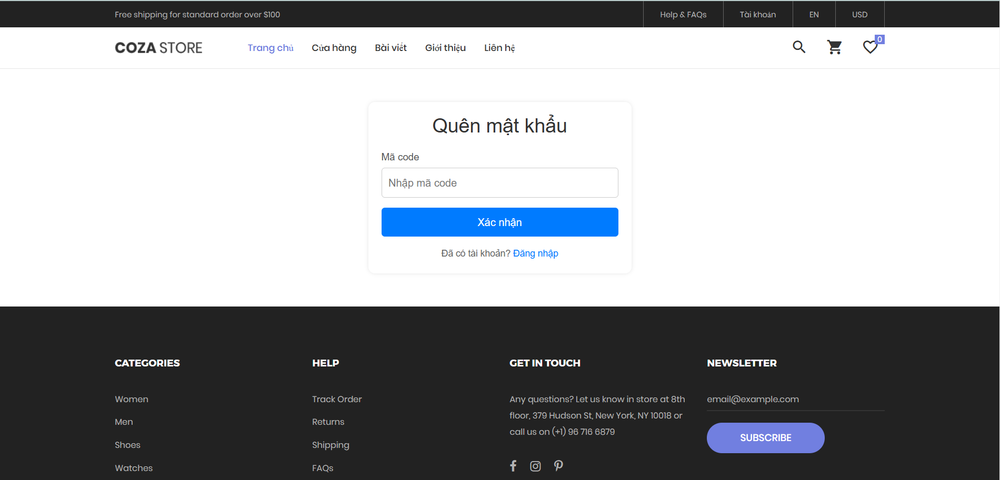 Free shipping for standard order over $100
Help & FAQs
Tài khoản
EN
USD
COZA STORE
Trang chủ
Cửa hàng
Bài viết
Giới thiệu
Liên hệ
0
Quên mật khẩu
Mã code
Nhập mã code
Xác nhận
Đã có tài khoản? Đăng nhập
CATEGORIES
Women
Men
Shoes
Watches
HELP
Track Order
Returns
Shipping
FAQs
GET IN TOUCH
Any questions? Let us know in store at 8th
floor, 379 Hudson St, New York, NY 10018 or
call us on (+1) 96 716 6879
NEWSLETTER
email@example.com
SUBSCRIBE